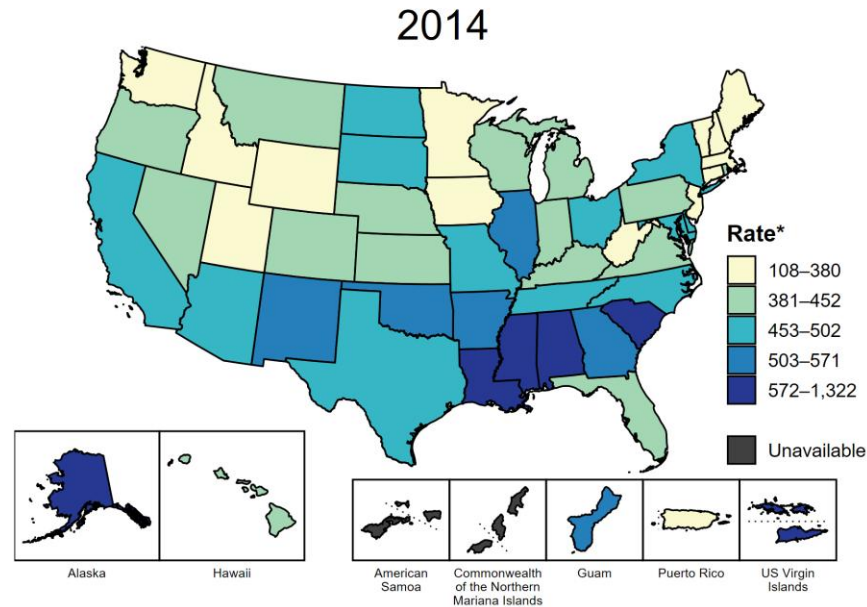 2014
Rate*
108–380
381–452
453–502
503–571
572–1,322
Unavailable
Alaska
Hawaii
American
Samoa
Commonwealth
of the Northern
Mariana Islands
Guam
Puerto Rico
US Virgin
Islands